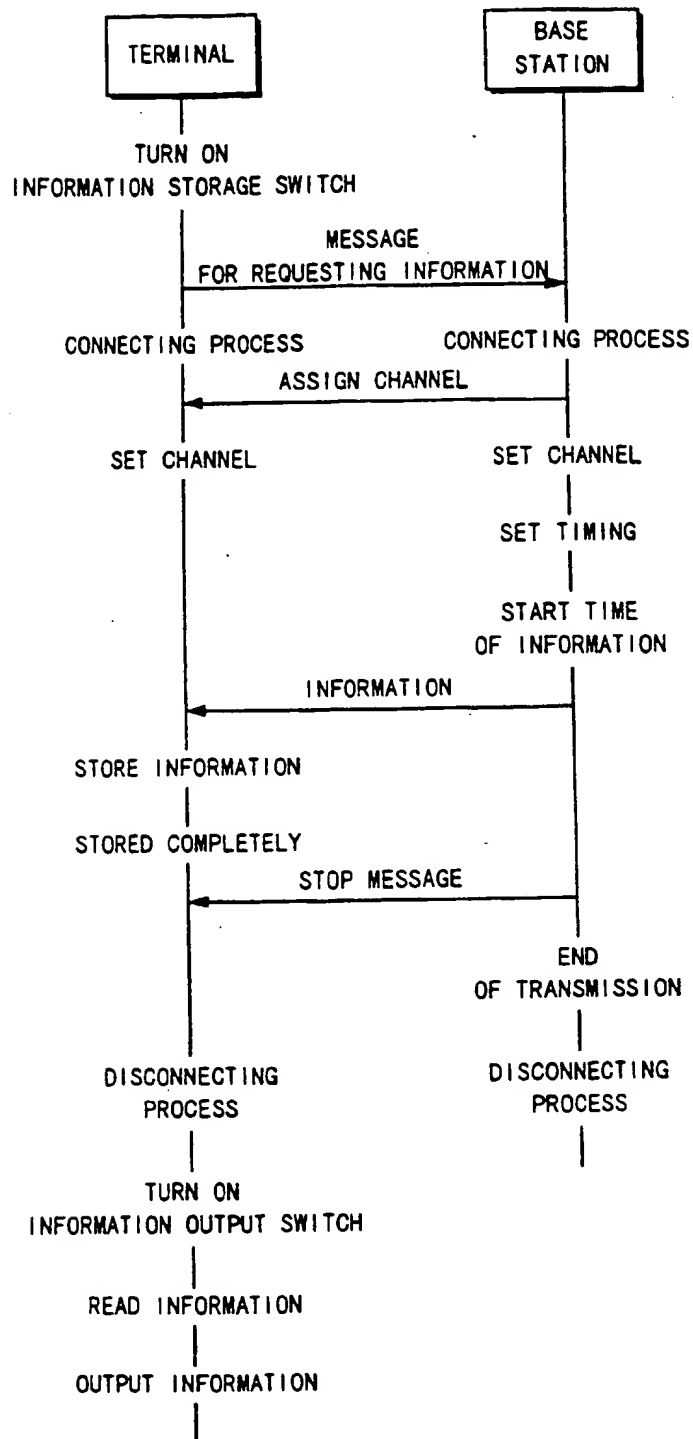 TERMINAL
BASE
STATION
TURN ON
INFORMATION STORAGE SWITCH
MESSAGE
FOR REQUESTING INFORMATION
CONNECTING PROCESS
CONNECTING PROCESS
ASSIGN CHANNEL
SET CHANNEL
SET CHANNEL
SET TIMING
START TIME
OF INFORMATION
INFORMATION
STORE INFORMATION
STORED COMPLETELY
STOP MESSAGE
END
OF TRANSMISSION
DISCONNECTING
PROCESS
DISCONNECTING
PROCESS
TURN ON
INFORMATION OUTPUT SWITCH
READ INFORMATION
OUTPUT INFORMATION